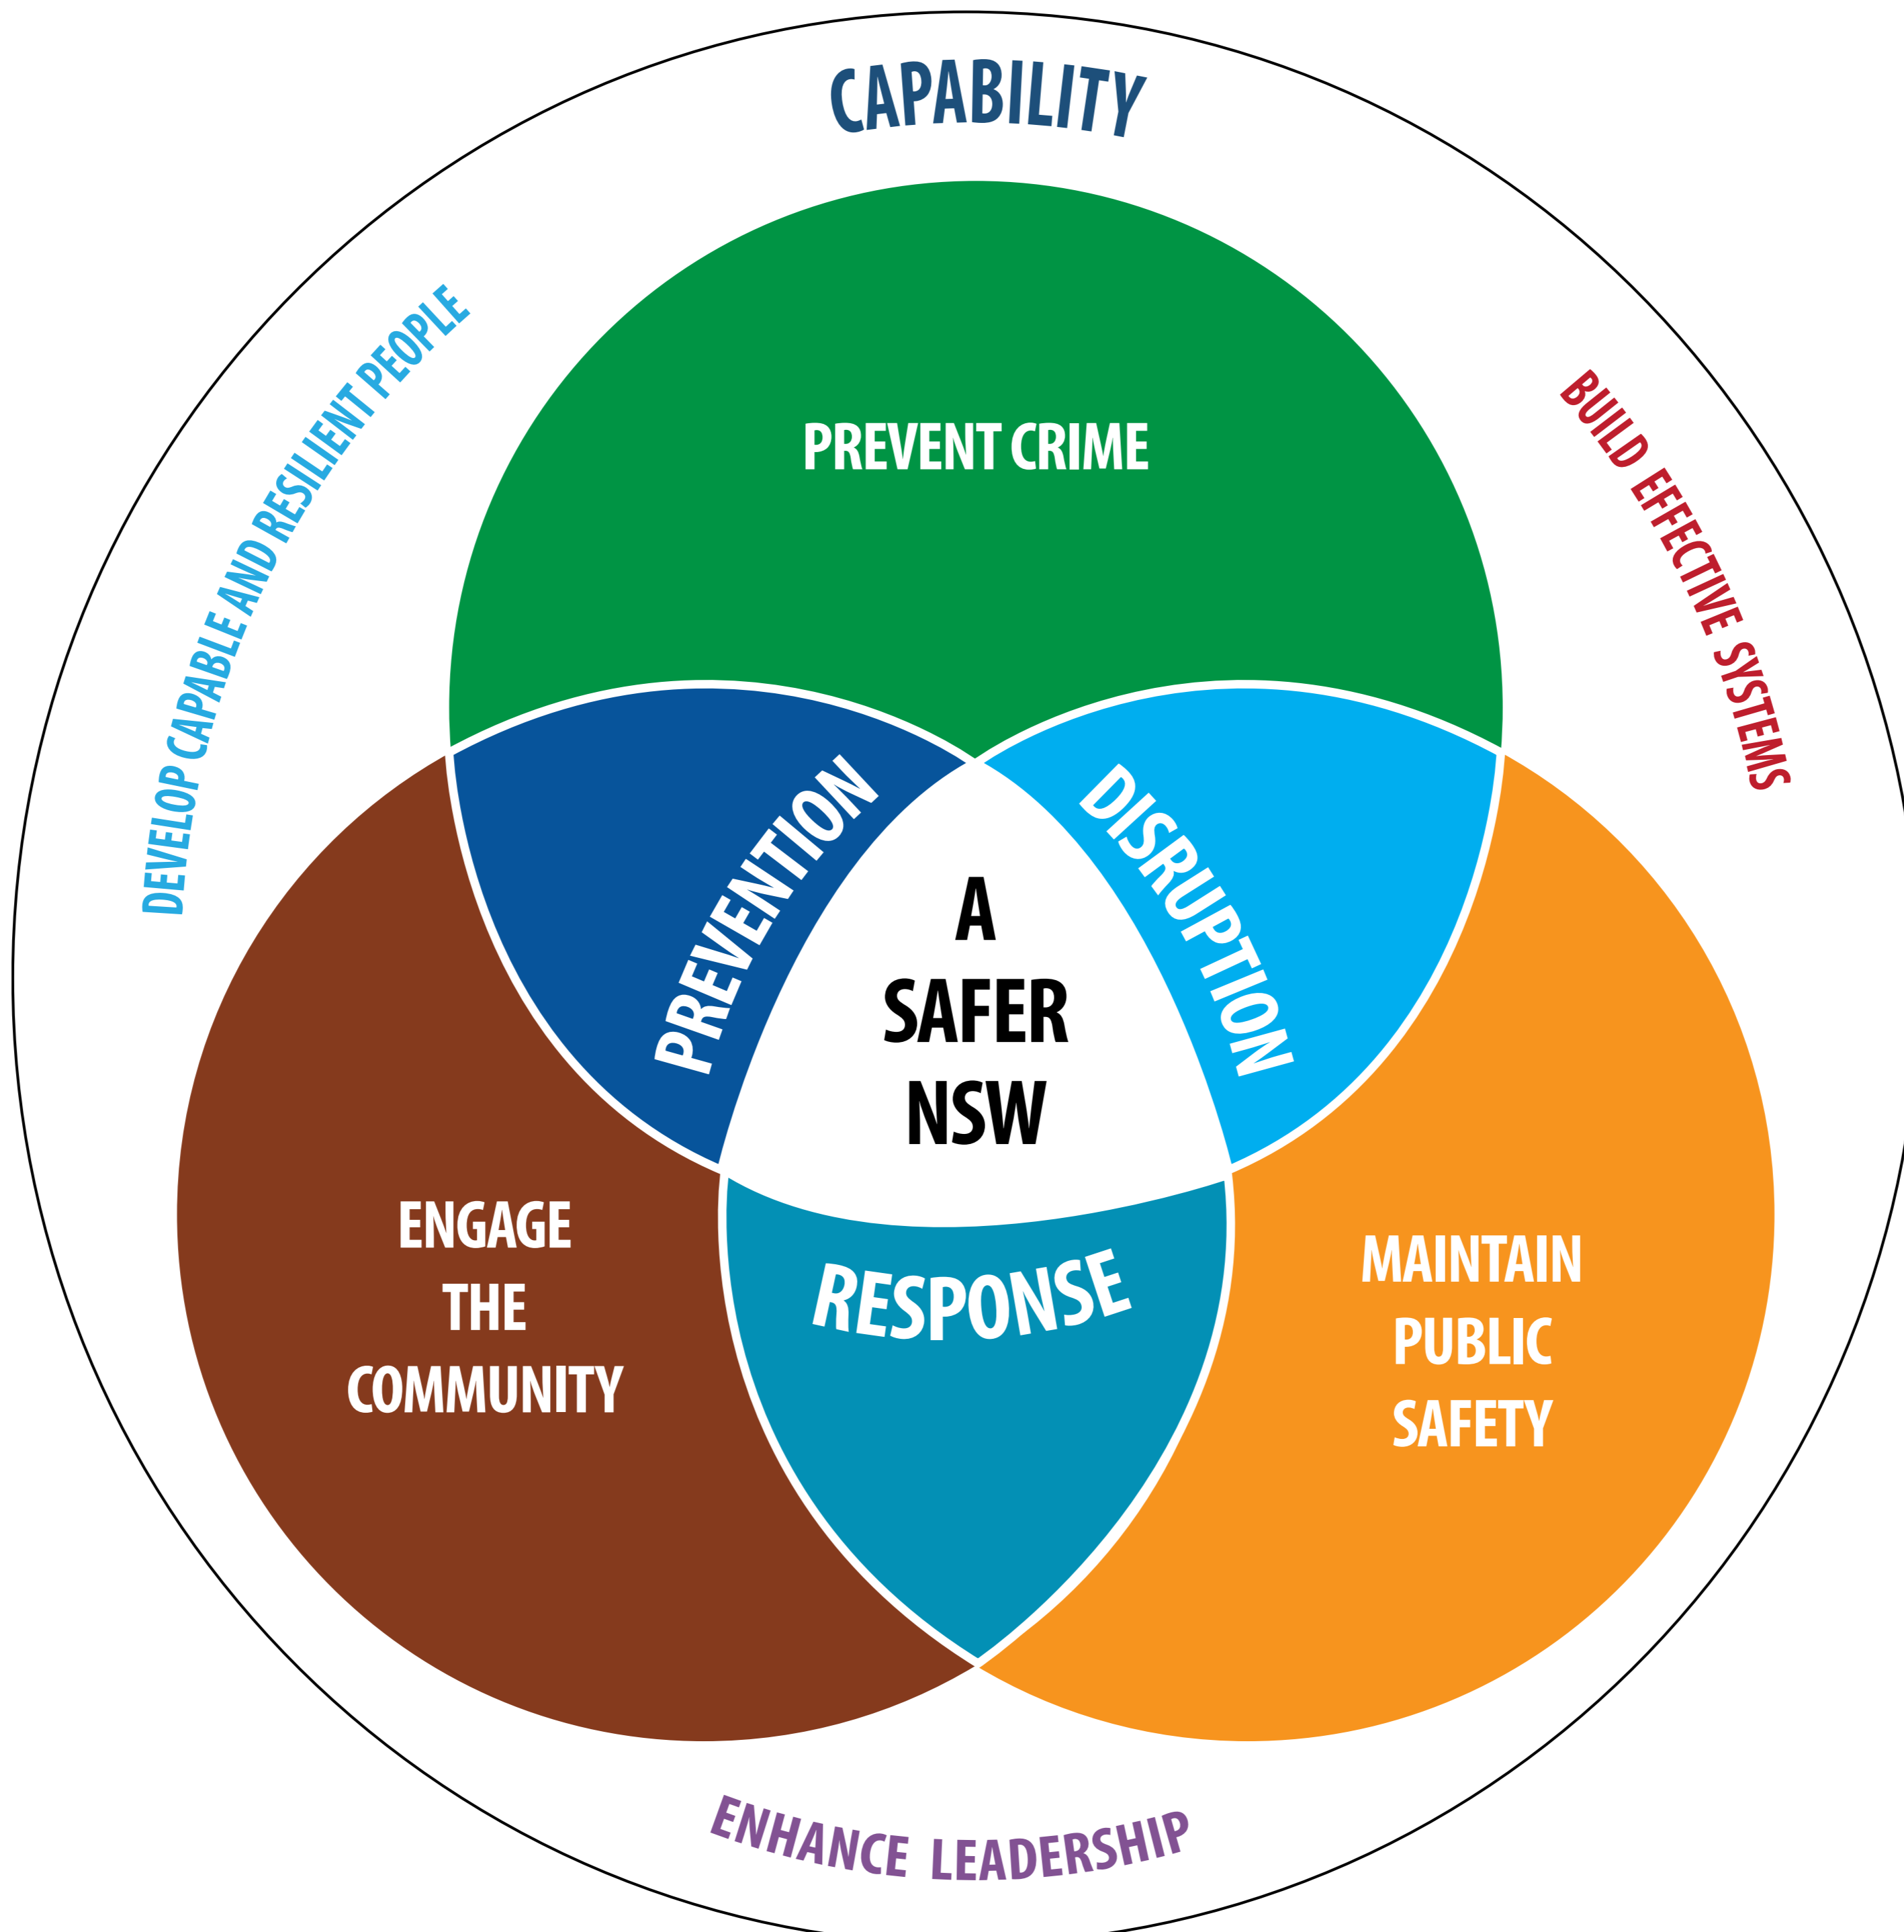 CAPABILITY
DEVELOP CAPABLE AND RESILIENT PEOPLE
BUILD EFFECTIVE SYSTEMS
PREVENT CRIME
PREVENTION
DISRUPTION
A
SAFER
NSW
ENGAGE
THE
COMMUNITY
RESPONSE
MAINTAIN
PUBLIC
SAFETY
ENHANCE LEADERSHIP